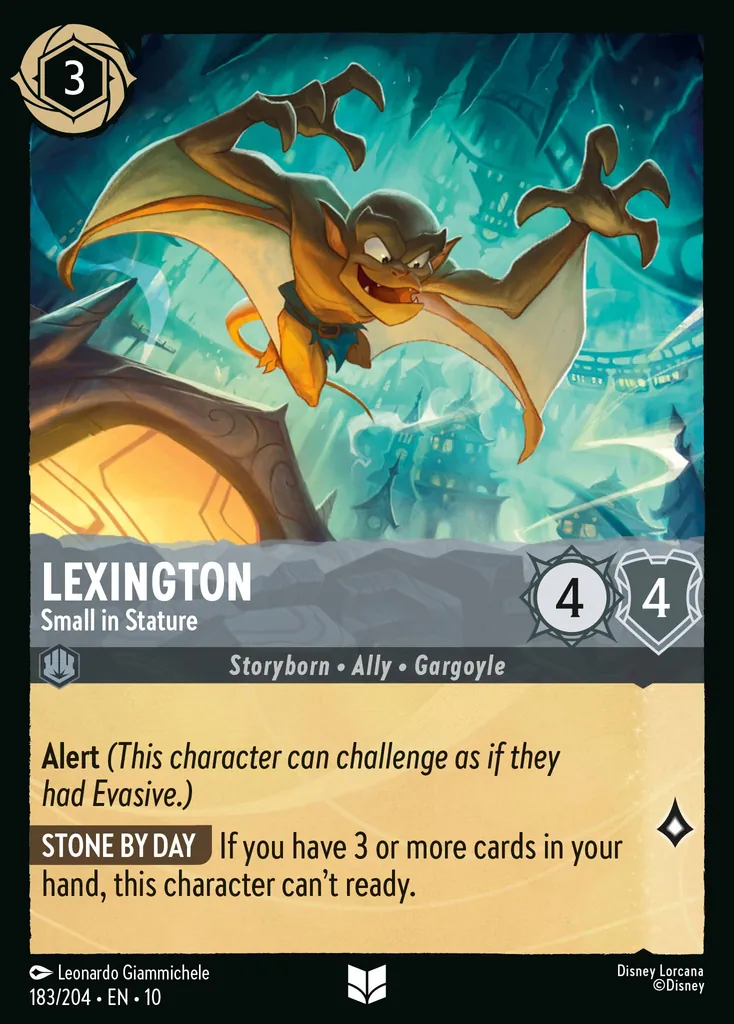 3
LEXINGTON
Small in Stature
4
4
Storyborn • Ally • Gargoyle
Alert (This character can challenge as if they
had Evasive.)
STONE BY DAY If you have 3 or more cards in your
hand, this character can't ready.
Leonardo Giammichele
183/204 • EN • 10
Disney Lorcana
©Disney